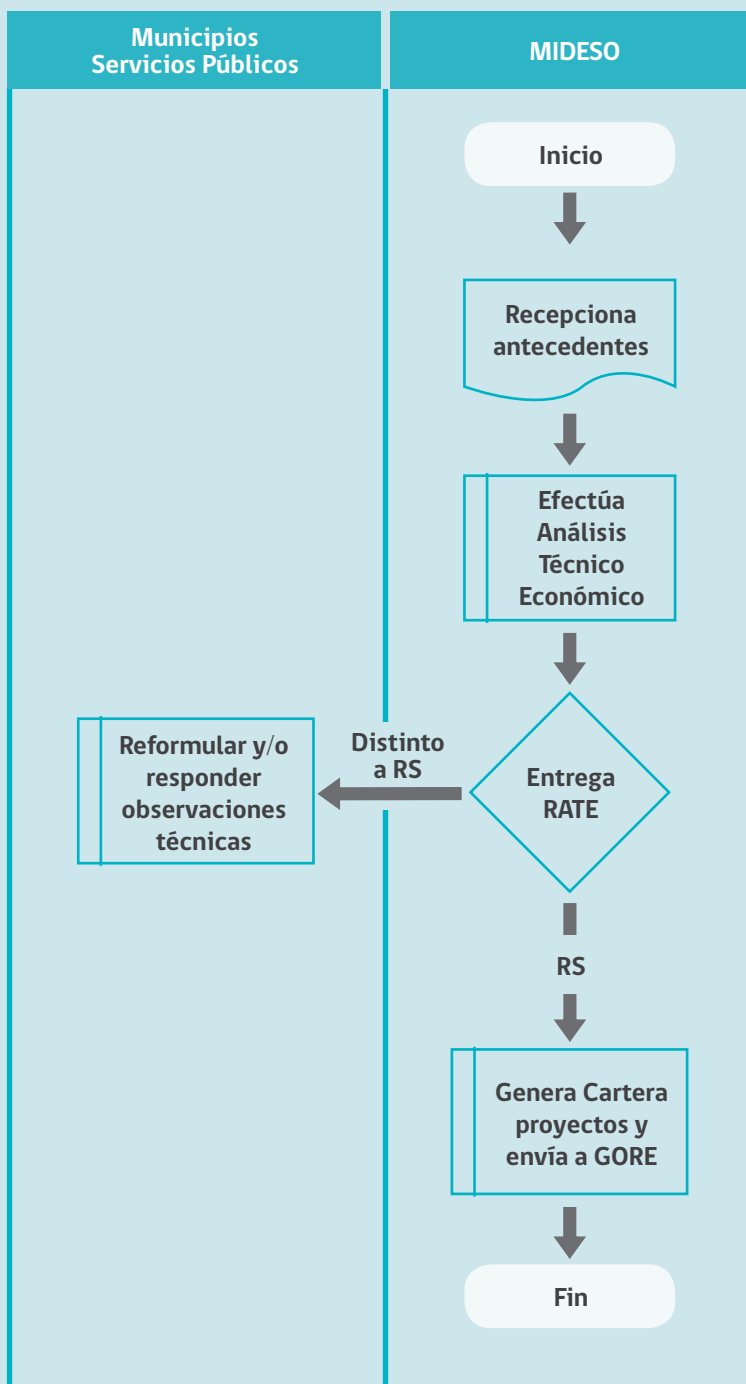 Municipios
Servicios Públicos
MIDESO
Inicio
Recepciona
antecedentes
Efectúa
Análisis
Técnico
Económico
Entrega
RATE
Distinto
a RS
Reformular y/o
responder
observaciones
técnicas
RS
Genera Cartera
proyectos y
envía a GORE
Fin